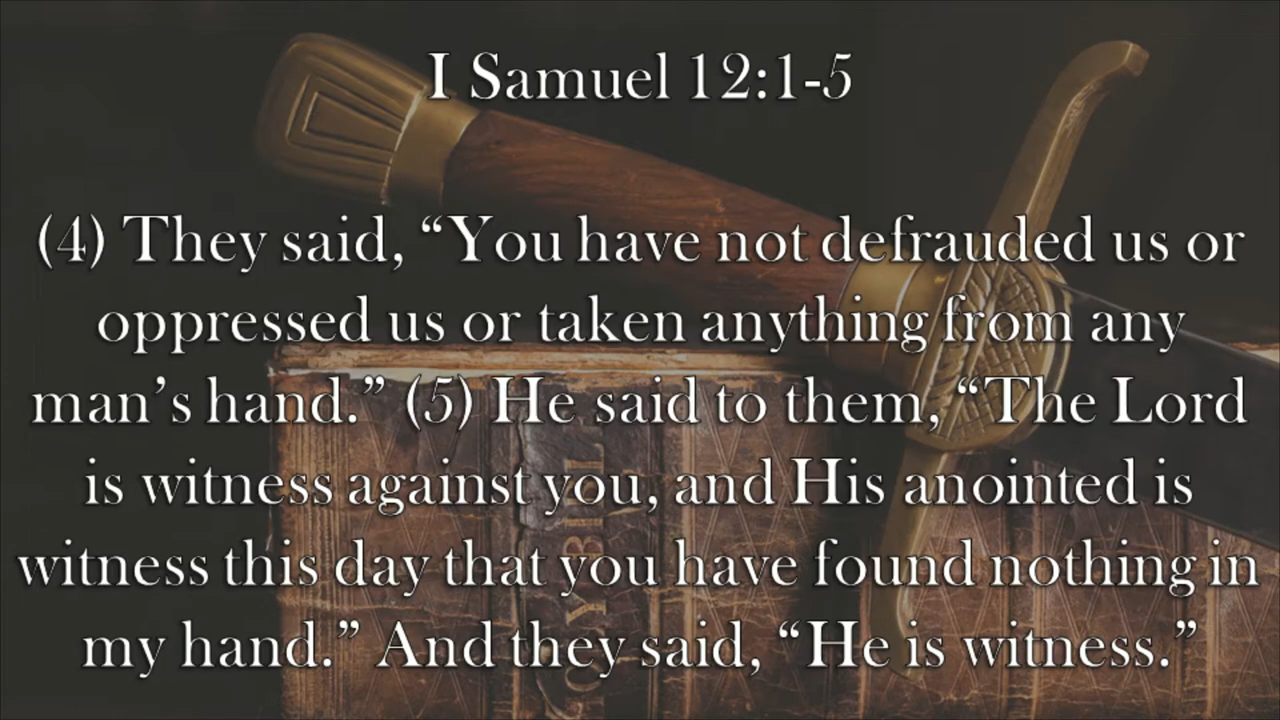 I Samuel 12:1-5
(4) They said, “You have not defrauded us or
oppressed us or taken anything from any
man’s hand.” (5) He said to them, “The Lord
is witness against you, and His anointed is
witness this day that you have found nothing in
my hand.” And they said, “He is witness.”